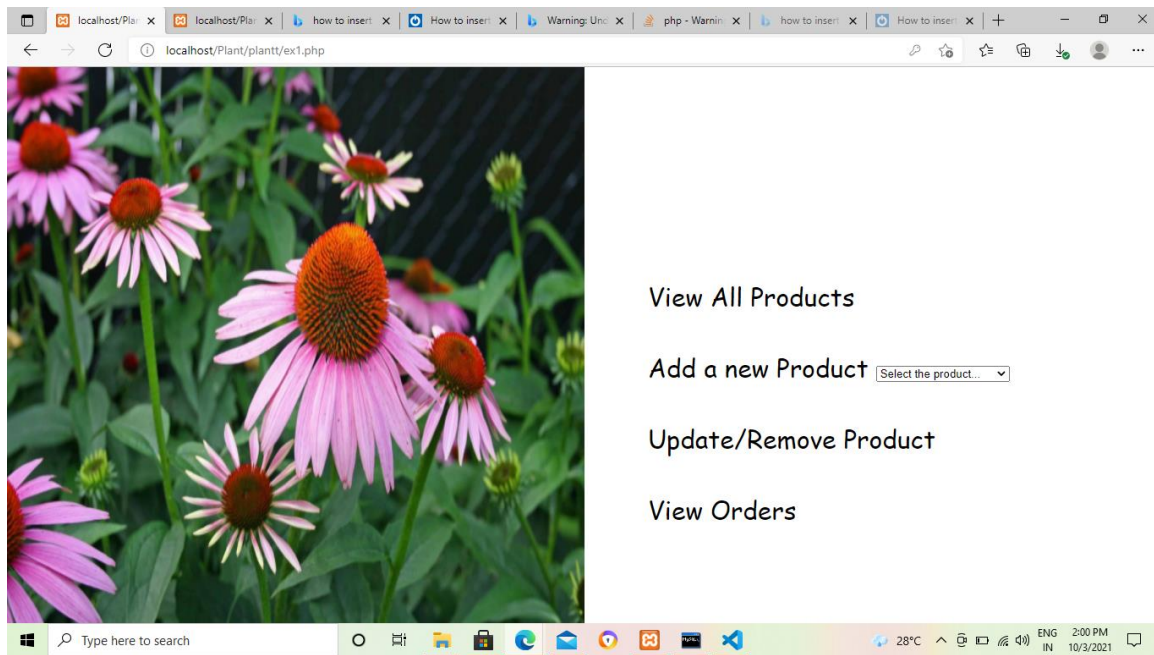 localhost/Plan
localhost/Plan
how to insert
How to insert
Warning: Und
php - Warnin
how to insert
How to insert
localhost/Plant/plantt/ex1.php
View All Products
Add a new Product Select the product...
Update/Remove Product
View Orders
Type here to search
28°C
ENG
IN
2:00 PM
10/3/2021